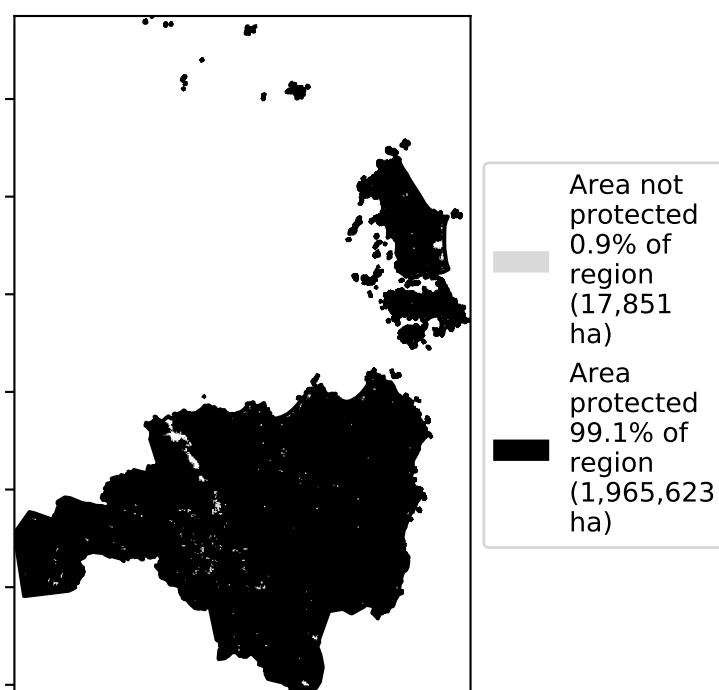 Area not
protected
0.9% of
region
(17,851
ha)
Area
protected
99.1% of
region
(1,965,623
ha)